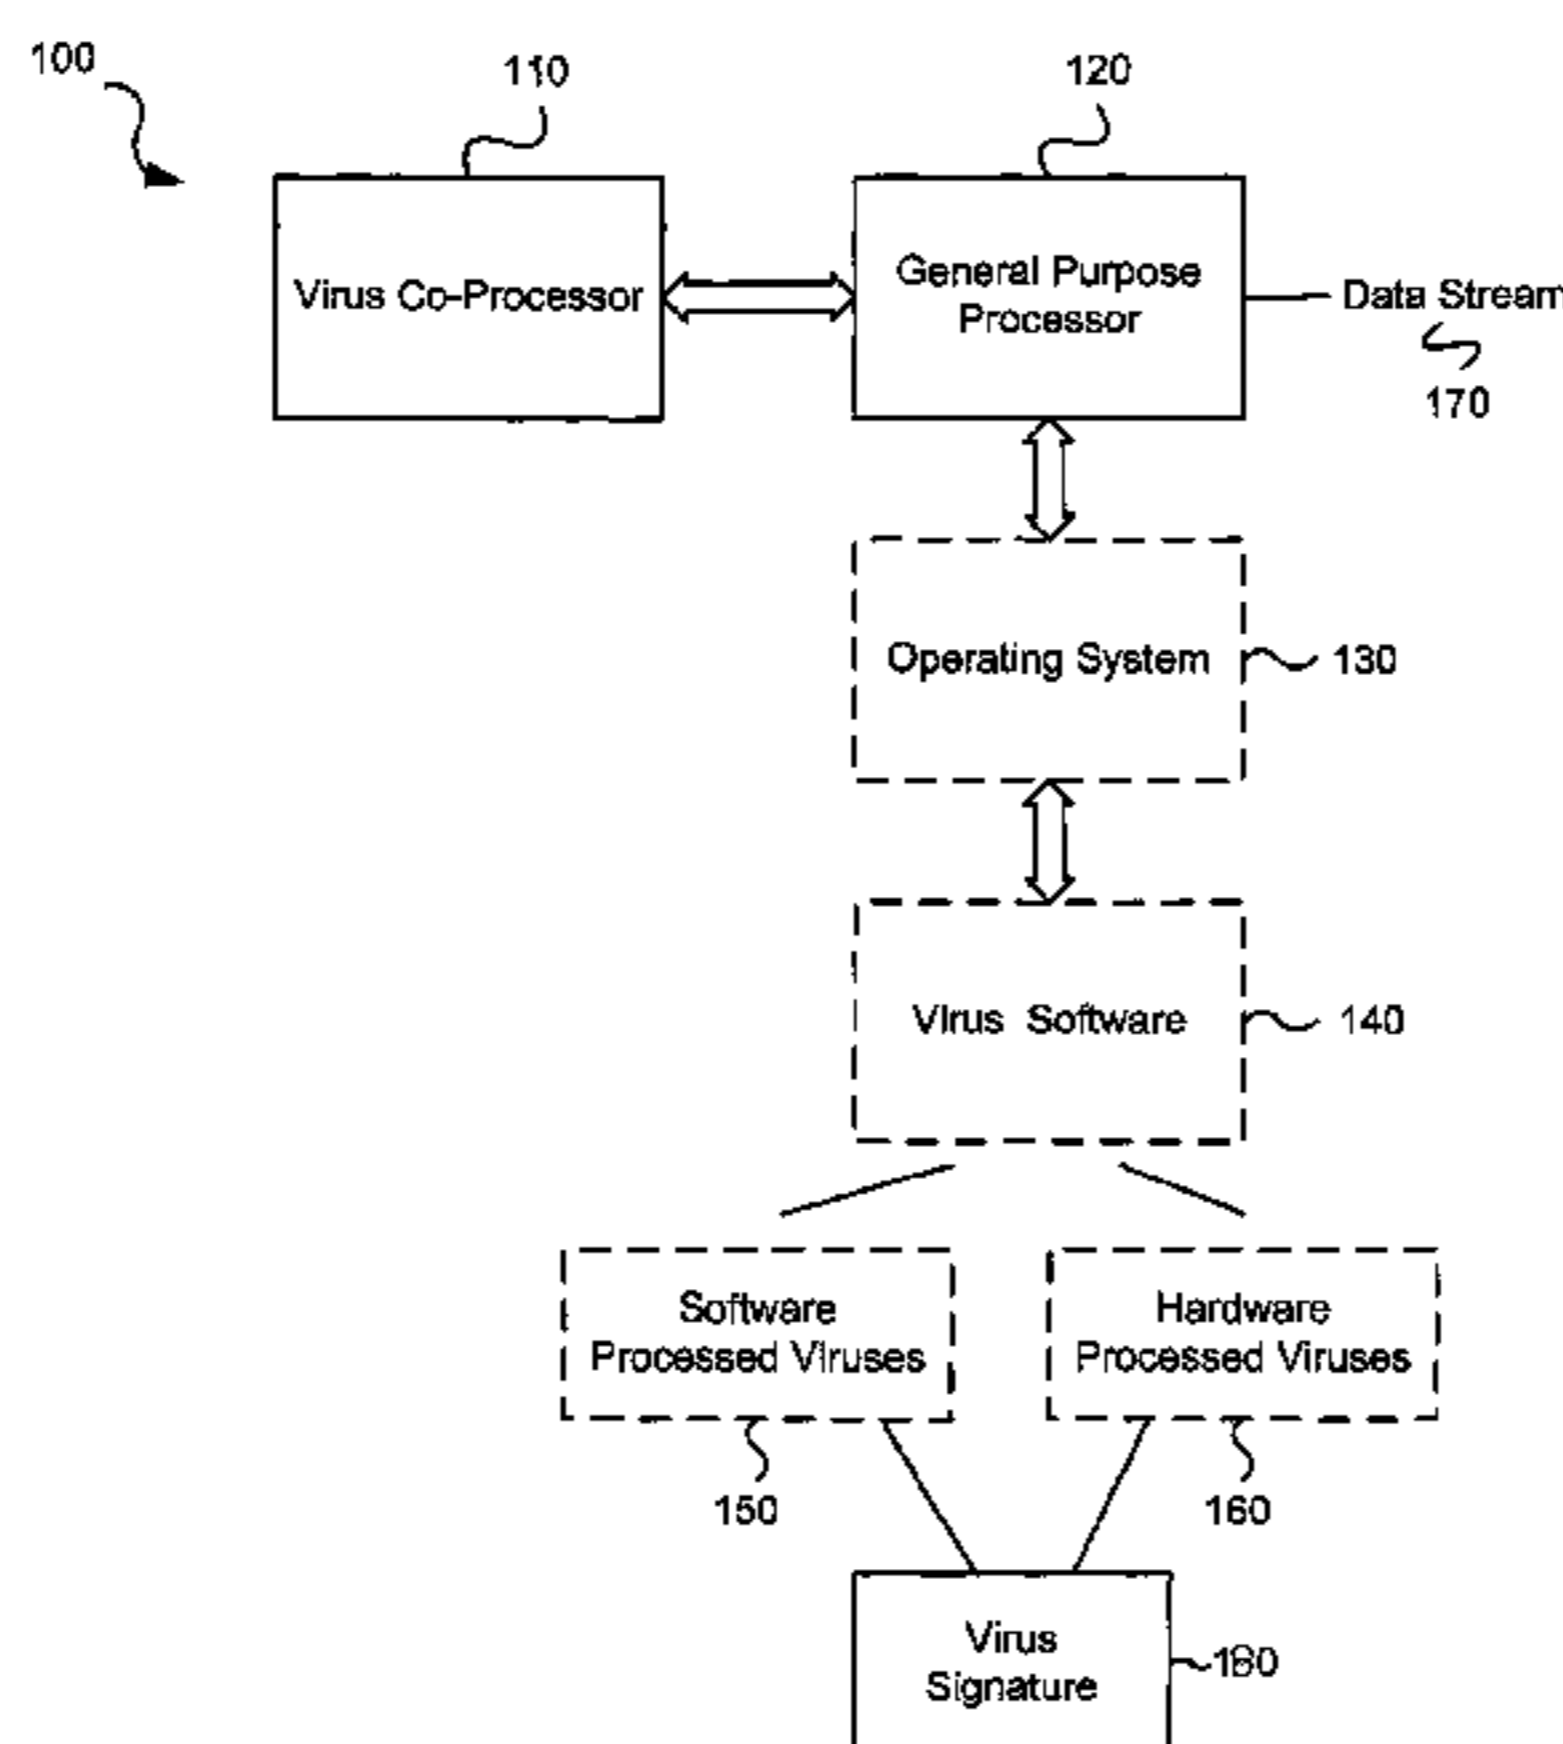 100
110
120
Virus Co-Processor
General Purpose
Processor
Data Stream
170
Operating System
130
Virus Software
140
Software
Processed Viruses
Hardware
Processed Viruses
150
160
Virus
Signature